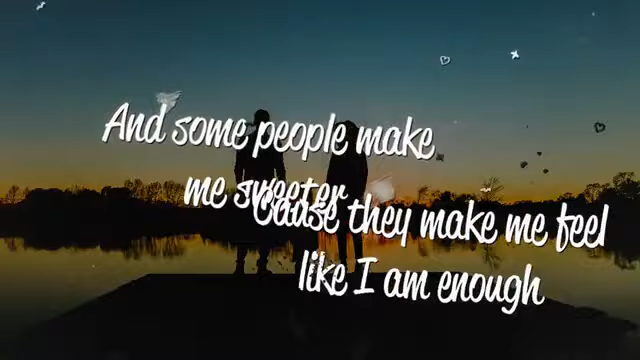 And some people make
me sweeter
'Cause they make me feel
like I am enough